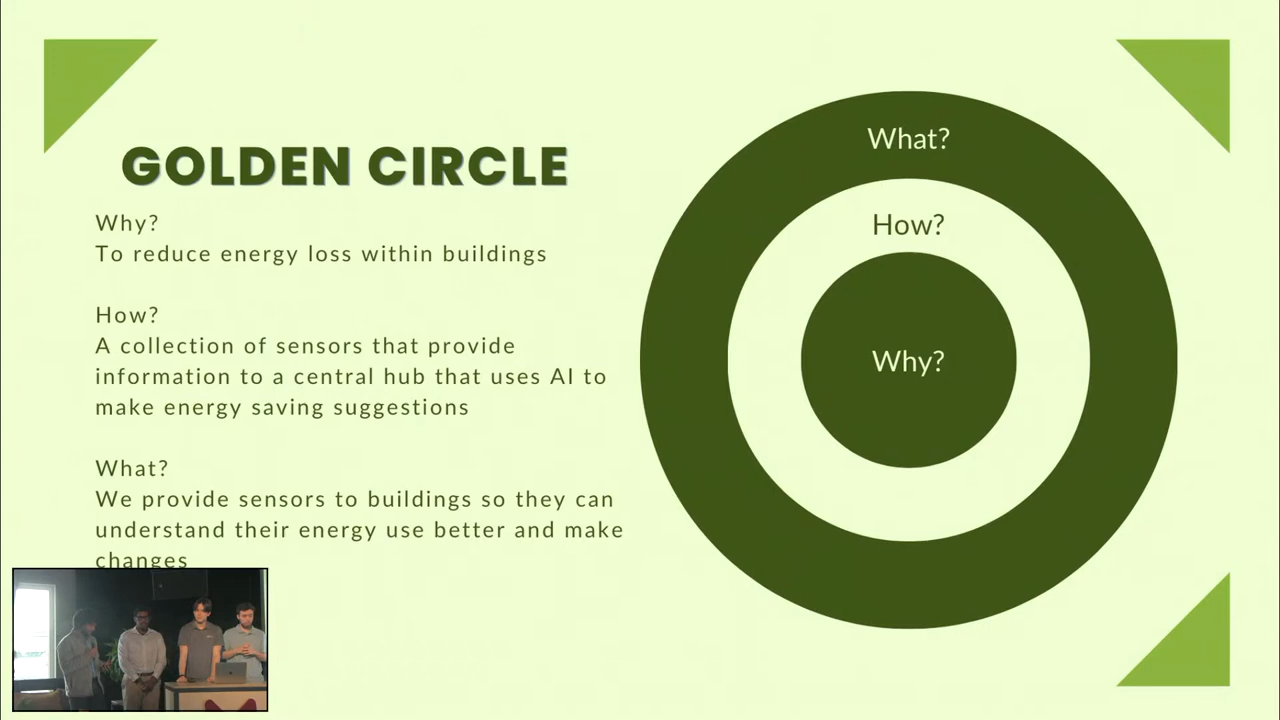 GOLDEN CIRCLE
Why?
To reduce energy loss within buildings
How?
A collection of sensors that provide
information to a central hub that uses AI to
make energy saving suggestions
What?
We provide sensors to buildings so they can
understand their energy use better and make
changes
What?
How?
Why?